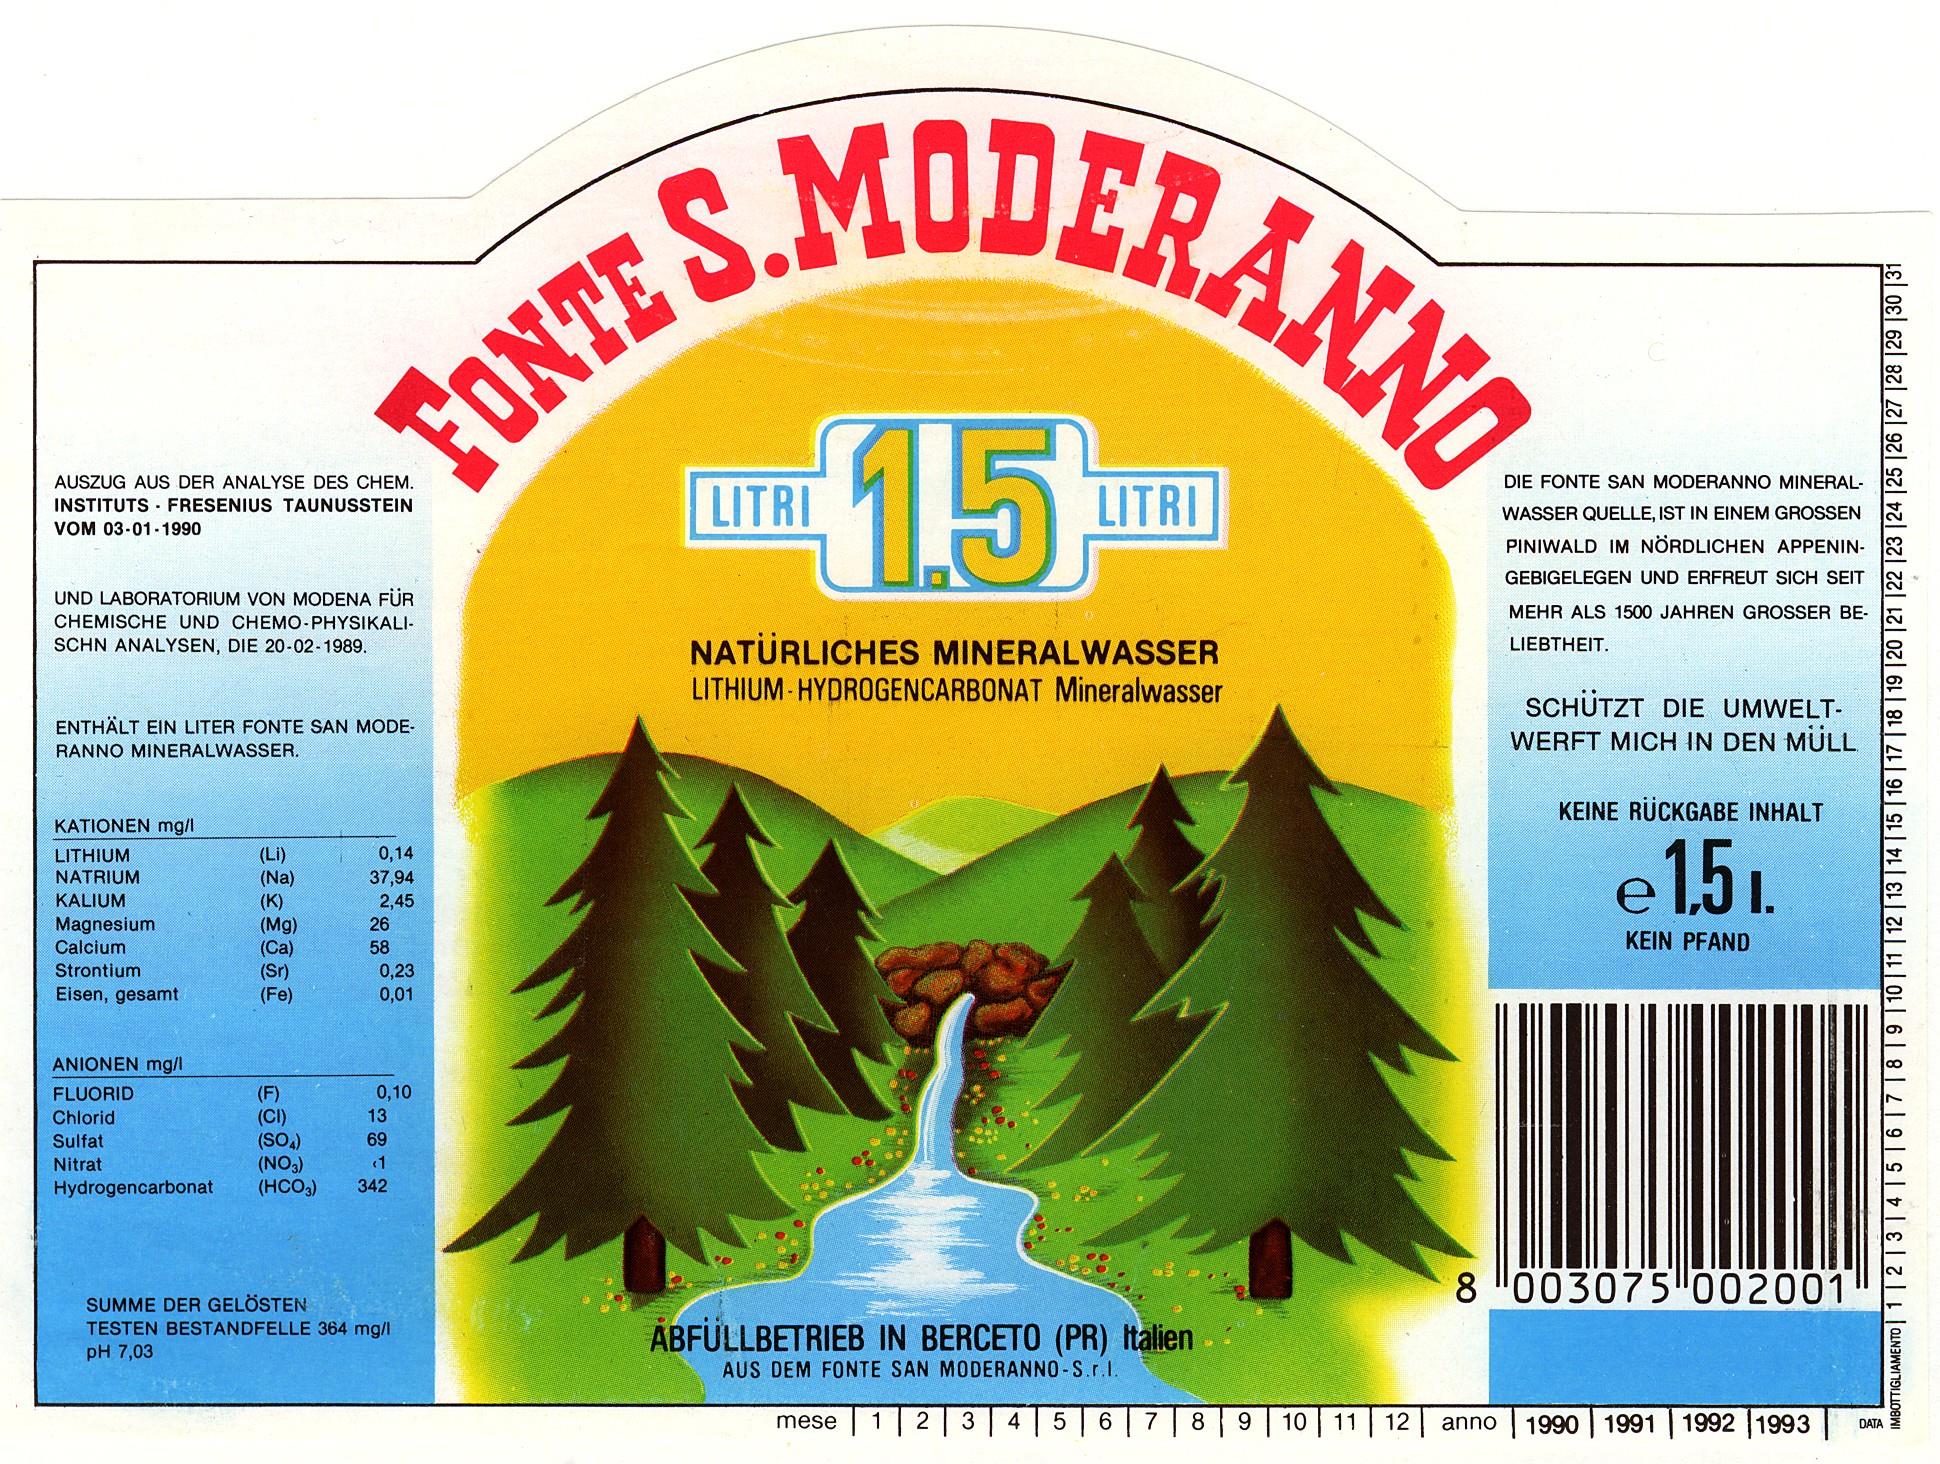 FONTE S. MODERANNO
LITRI 1.5 LITRI
NATÜRLICHES MINERALWASSER
LITHIUM-HYDROGENCARBONAT Mineralwasser
AUSZUG AUS DER ANALYSE DES CHEM.
INSTITUTS - FRESENIUS TAUNUSSTEIN
VOM 03-01-1990
UND LABORATORIUM VON MODENA FÜR
CHEMISCHE UND CHEMO-PHYSIKALI-
SCHN ANALYSEN, DIE 20-02-1989.
ENTHÄLT EIN LITER FONTE SAN MODE-
RANNO MINERALWASSER.
KATIONEN mg/l
LITHIUM (Li) 0,14
NATRIUM (Na) 37,94
KALIUM (K) 2,45
Magnesium (Mg) 26
Calcium (Ca) 58
Strontium (Sr) 0,23
Eisen, gesamt (Fe) 0,01
ANIONEN mg/l
FLUORID (F) 0,10
Chlorid (Cl) 13
Sulfat (SO₄) 69
Nitrat (NO₃) <1
Hydrogencarbonat (HCO₃) 342
SUMME DER GELÖSTEN
TESTEN BESTANDFELLE 364 mg/l
pH 7,03
ABFÜLLBETRIEB IN BERCETO (PR) Italien
AUS DEM FONTE SAN MODERANNO-S.r.l.
DIE FONTE SAN MODERANNO MINERAL-
WASSER QUELLE, IST IN EINEM GROSSEN
PINIWALD IM NÖRDLICHEN APPENIN-
GEBIGELEGEN UND ERFREUT SICH SEIT
MEHR ALS 1500 JAHREN GROSSER BE-
LIEBTHEIT.
SCHÜTZT DIE UMWELT-
WERFT MICH IN DEN MÜLL
KEINE RÜCKGABE INHALT
e 1,5 l.
KEIN PFAND
8 003075 002001
mese 1 2 3 4 5 6 7 8 9 10 11 12 anno 1990 1991 1992 1993 DATA
IMBOTTIGLIAMENTO 1 2 3 4 5 6 7 8 9 10 11 12 13 14 15 16 17 18 19 20 21 22 23 24 25 26 27 28 29 30 31